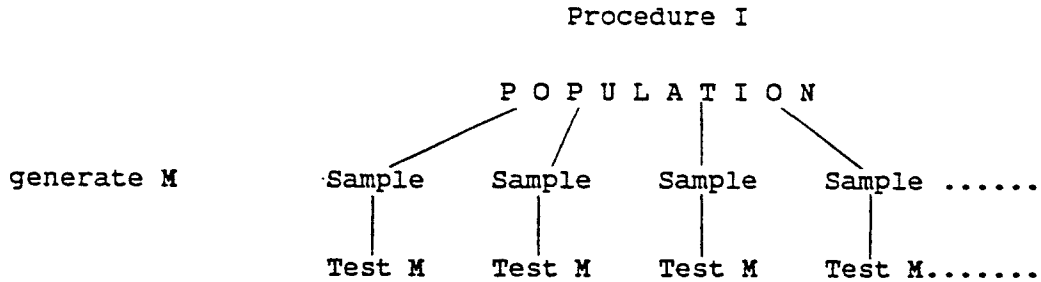 Procedure I
P O P U L A T I O N
generate M Sample Sample Sample Sample ......
Test M Test M Test M Test M.......